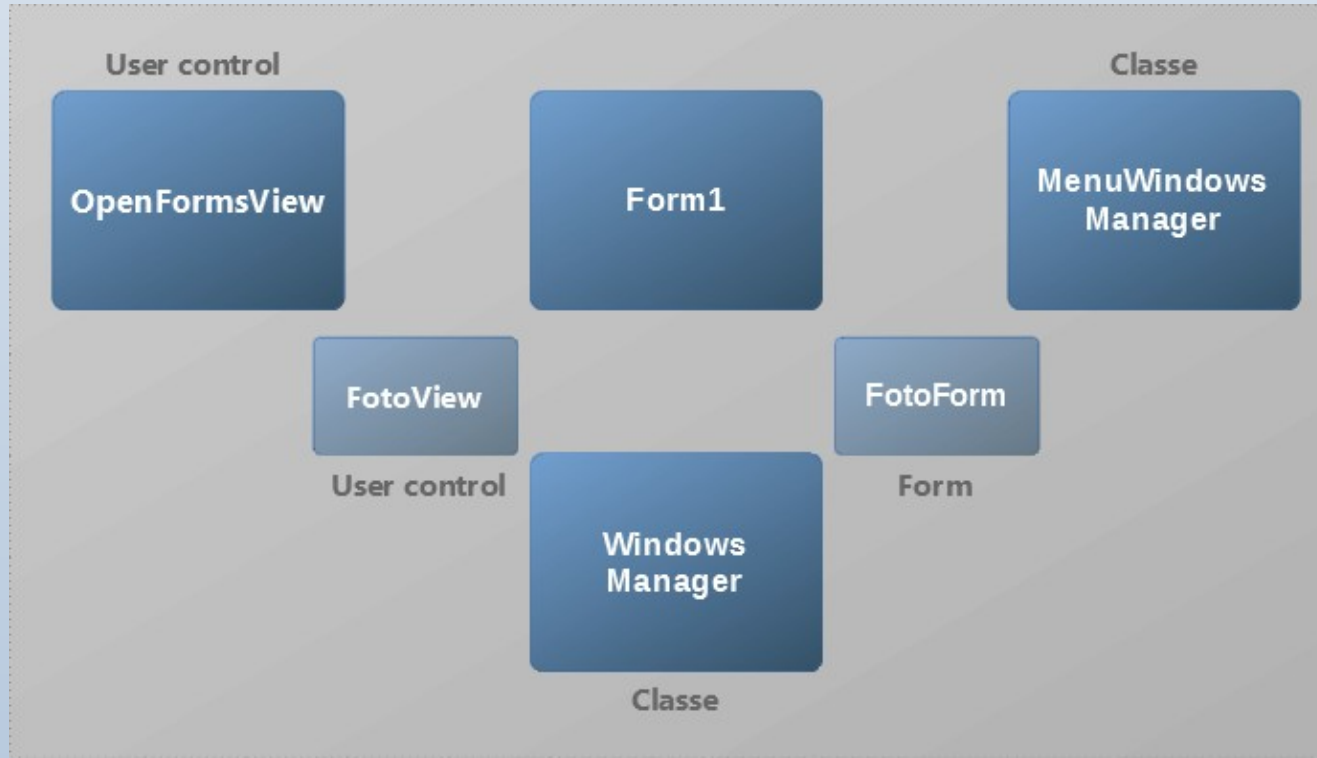 User control
Classe
OpenFormsView
Form1
MenuWindows
Manager
FotoView
FotoForm
User control
Form
Windows
Manager
Classe